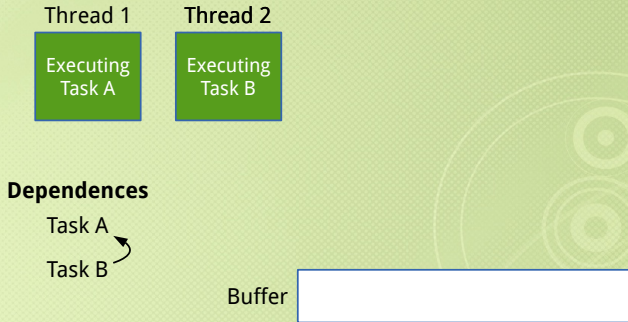 Thread 1
Thread 2
Executing
Task A
Executing
Task B
Dependences
Task A
Task B
Buffer